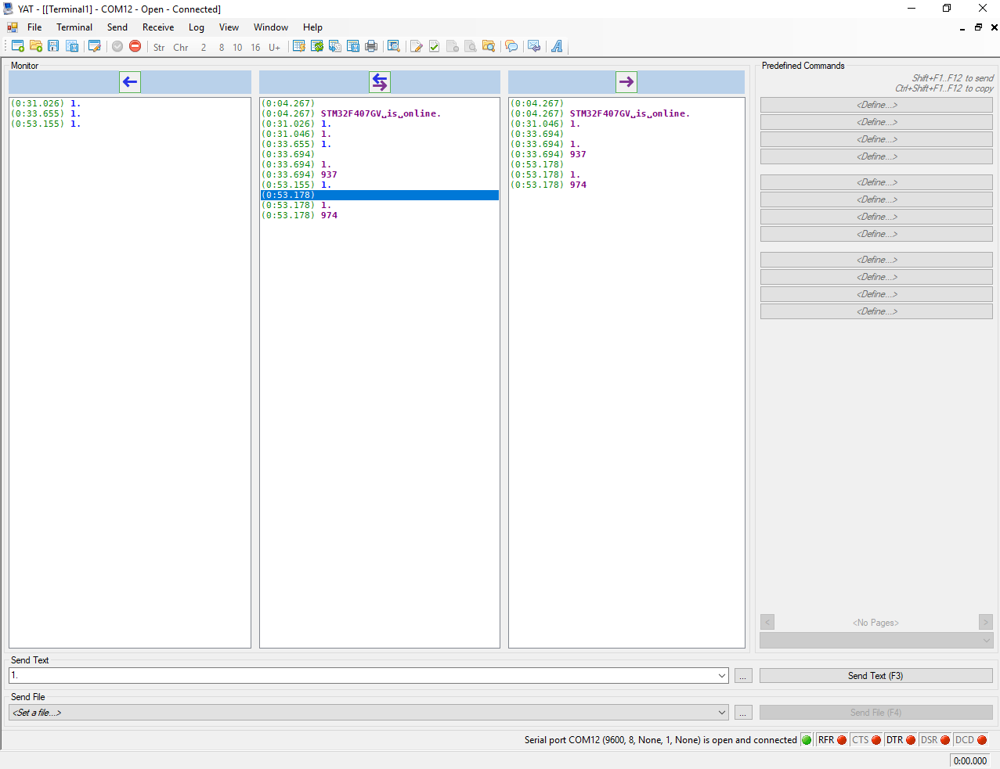 YAT - [[Terminal1] - COM12 - Open - Connected]
File Terminal Send Receive Log View Window Help
Str Chr 2 8 10 16 U+
Monitor
(0:31.026) 1.
(0:33.655) 1.
(0:53.155) 1.
(0:04.267)
(0:04.267) STM32F407GV␣is␣online.
(0:31.026) 1.
(0:31.046) 1.
(0:33.655) 1.
(0:33.694)
(0:33.694) 1.
(0:33.694) 937
(0:53.155) 1.
(0:53.178)
(0:53.178) 1.
(0:53.178) 974
(0:04.267)
(0:04.267) STM32F407GV␣is␣online.
(0:31.046) 1.
(0:33.694)
(0:33.694) 1.
(0:33.694) 937
(0:53.178)
(0:53.178) 1.
(0:53.178) 974
Predefined Commands
Shift+F1..F12 to send
Ctrl+Shift+F1..F12 to copy
<Define...>
<Define...>
<Define...>
<Define...>
<Define...>
<Define...>
<Define...>
<Define...>
<Define...>
<Define...>
<Define...>
<Define...>
< <No Pages> >
Send Text
1. ... Send Text (F3)
Send File
<Set a file...> ... Send File (F4)
Serial port COM12 (9600, 8, None, 1, None) is open and connected RFR CTS DTR DSR DCD
0:00.000